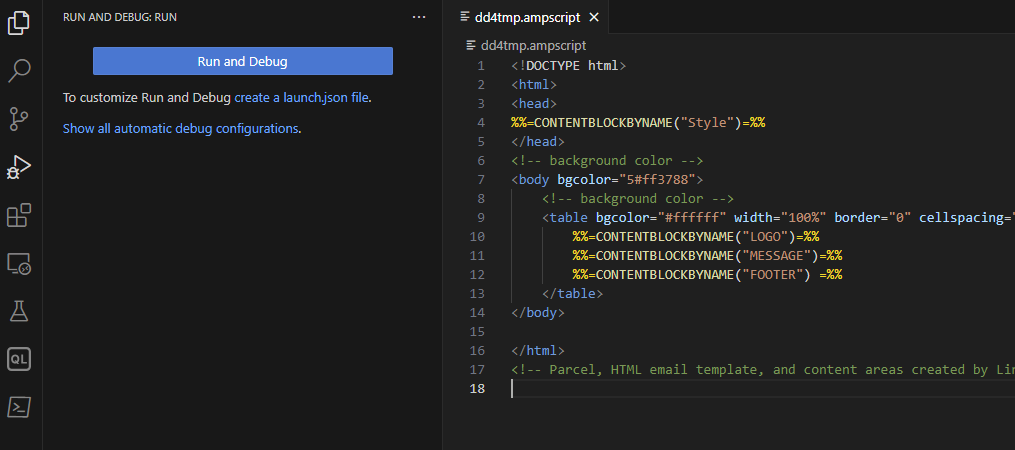 RUN AND DEBUG: RUN ···
Run and Debug
To customize Run and Debug create a launch.json file.
Show all automatic debug configurations.
QL
dd4tmp.ampscript
dd4tmp.ampscript
1 <!DOCTYPE html>
2 <html>
3 <head>
4 %%=CONTENTBLOCKBYNAME("Style")=%%
5 </head>
6 <!-- background color -->
7 <body bgcolor="5#ff3788">
8 <!-- background color -->
9 <table bgcolor="#ffffff" width="100%" border="0" cellspacing="
10 %%=CONTENTBLOCKBYNAME("LOGO")=%%
11 %%=CONTENTBLOCKBYNAME("MESSAGE")=%%
12 %%=CONTENTBLOCKBYNAME("FOOTER") =%%
13 </table>
14 </body>
15
16 </html>
17 <!-- Parcel, HTML email template, and content areas created by
18